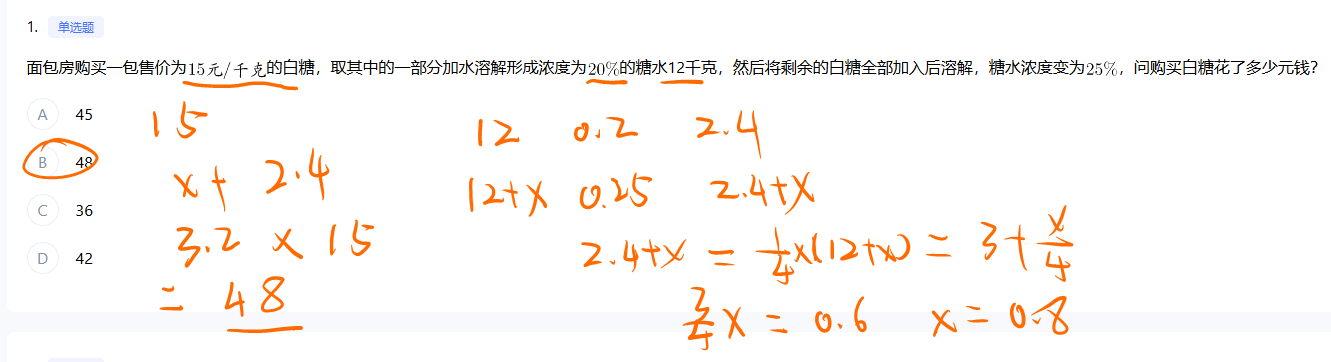 1. 单选题
面包房购买一包售价为15元/千克的白糖，取其中的一部分加水溶解形成浓度为20%的糖水12千克，然后将剩余的白糖全部加入后溶解，糖水浓度变为25%，问购买白糖花了多少元钱？
A 45
B 48
C 36
D 42
15
x+ 2.4
3.2 × 15
= 48
12 0.2 2.4
12+x 0.25 2.4+x
2.4+x = 1/4×(12+x) = 3+x/4
3/4x = 0.6 x = 0.8